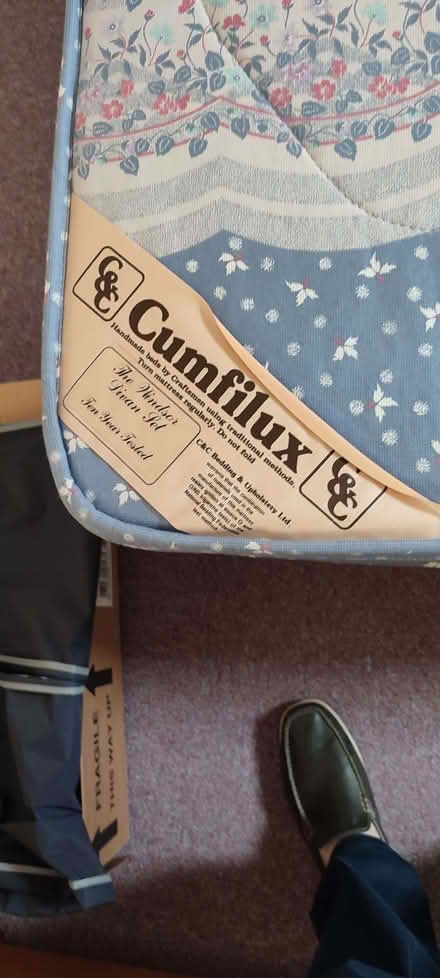 C&C
Cumfilux
Handmade beds by Craftsman using traditional methods.
Turn mattress regularly. Do not fold
The Windsor
Divan Set
Ten Year Tested
C&C Bedding & Upholstery Ltd.
C&C
FRAGILE
THIS WAY UP